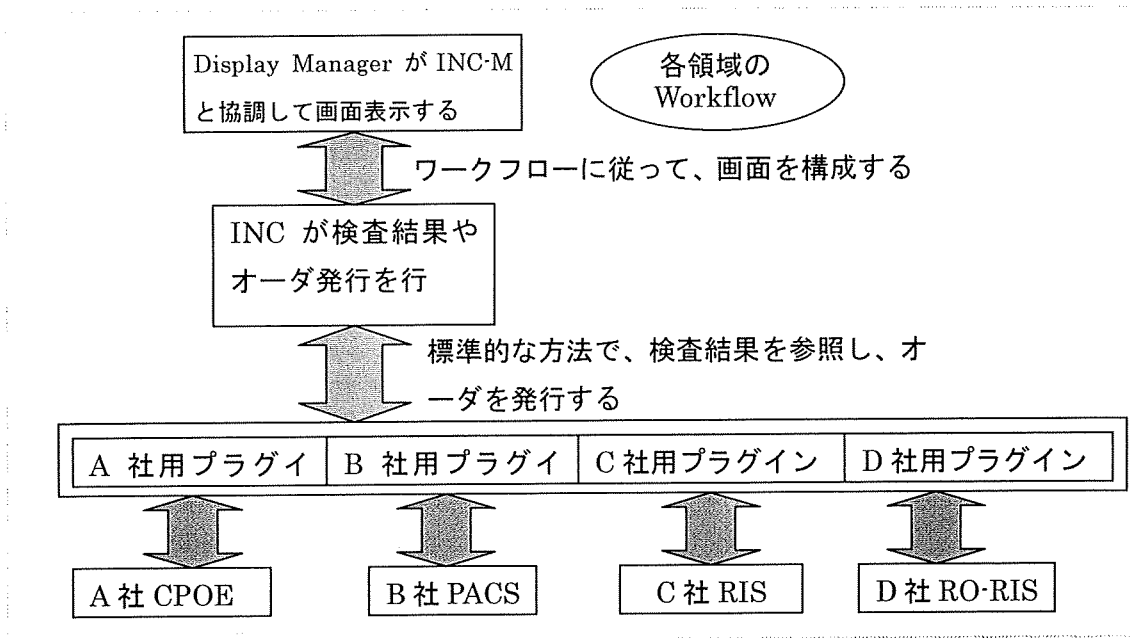 Display Manager が INC-M
と協調して画面表示する
各領域の
Workflow
ワークフローに従って、画面を構成する
INC が検査結果や
オーダ発行を行
標準的な方法で、検査結果を参照し、オ
ーダを発行する
A 社用プラグイ
B 社用プラグイ
C 社用プラグイン
D 社用プラグイン
A 社 CPOE
B 社 PACS
C 社 RIS
D 社 RO-RIS